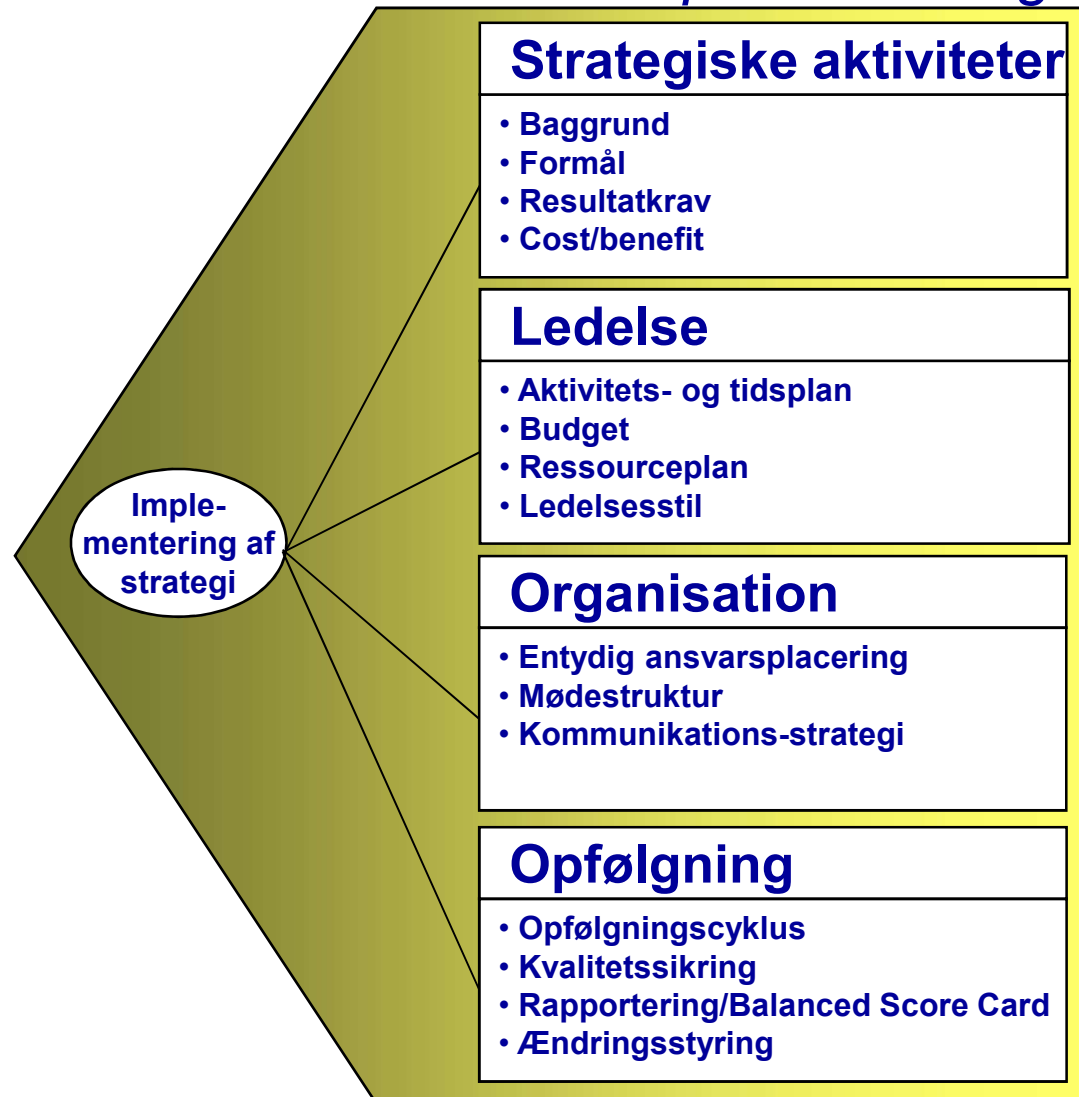 Strategiske aktiviteter
• Baggrund
• Formål
• Resultatkrav
• Cost/benefit
Ledelse
• Aktivitets- og tidsplan
• Budget
• Ressourceplan
• Ledelsesstil
Imple-
mentering af
strategi
Organisation
• Entydig ansvarsplacering
• Mødestruktur
• Kommunikations-strategi
Opfølgning
• Opfølgningscyklus
• Kvalitetssikring
• Rapportering/Balanced Score Card
• Ændringsstyring